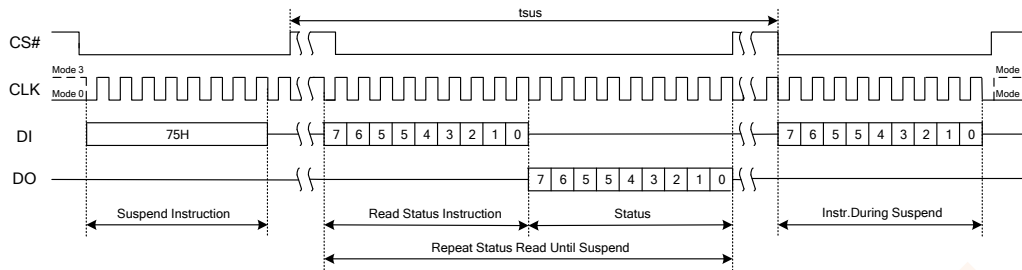 tsus
CS#
Mode 3
Mode 0
CLK
Mode
Mode
DI
75H
7 6 5 5 4 3 2 1 0
7 6 5 5 4 3 2 1 0
DO
7 6 5 5 4 3 2 1 0
Suspend Instruction
Read Status Instruction
Status
Instr.During Suspend
Repeat Status Read Until Suspend